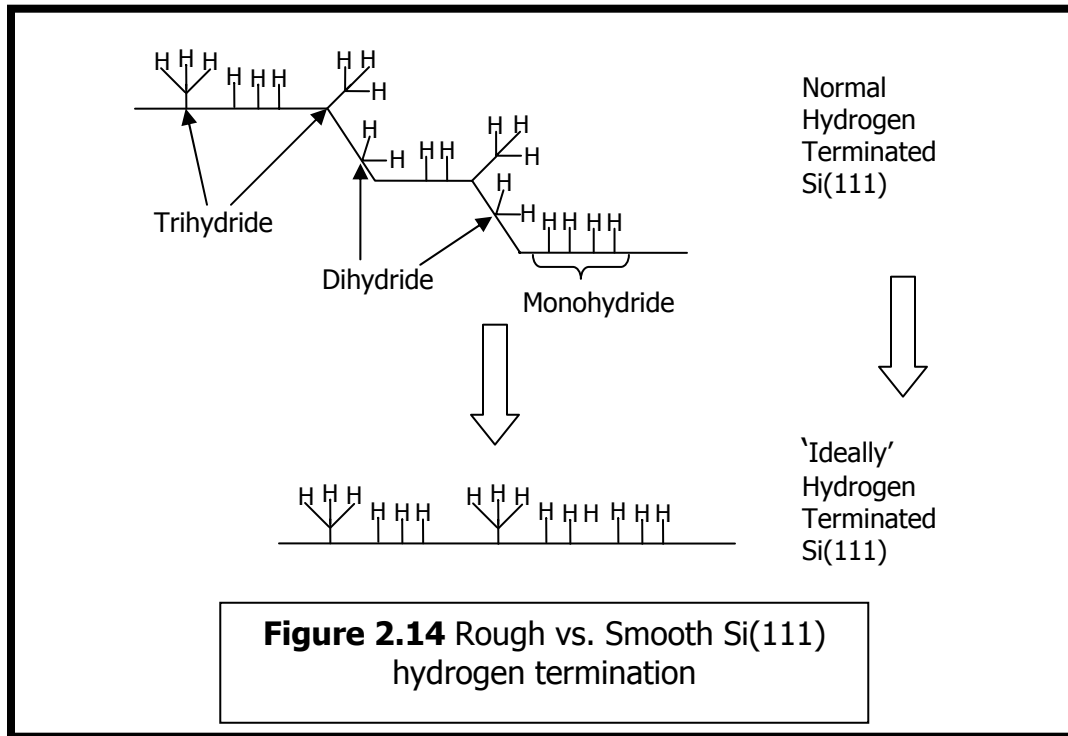 H H H H H H H H H
H
H H
H H H H H
H
H
H
H H H H H
Trihydride
Dihydride
Monohydride
Normal
Hydrogen
Terminated
Si(111)
H H H H H H H H H H H H H H H
‘Ideally’
Hydrogen
Terminated
Si(111)
Figure 2.14 Rough vs. Smooth Si(111)
hydrogen termination